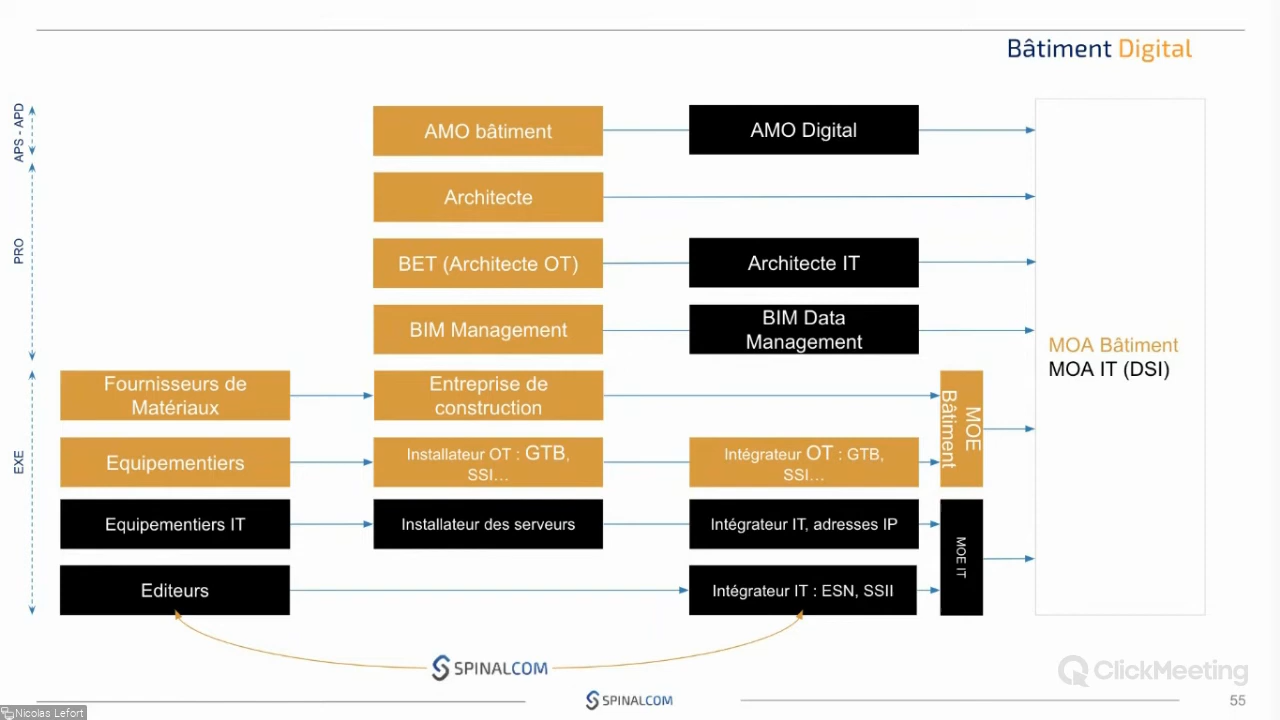 Bâtiment Digital
APS - APD
AMO bâtiment
AMO Digital
Architecte
PRO
BET (Architecte OT)
Architecte IT
BIM Management
BIM Data
Management
MOA Bâtiment
MOA IT (DSI)
Fournisseurs de
Matériaux
Entreprise de
construction
MOE
Bâtiment
EXE
Equipementiers
Installateur OT : GTB,
SSI...
Intégrateur OT : GTB,
SSI...
Equipementiers IT
Installateur des serveurs
Intégrateur IT, adresses IP
MOE IT
Editeurs
Intégrateur IT : ESN, SSII
SPINALCOM
ClickMeeting
SPINALCOM
55
Nicolas Lefort